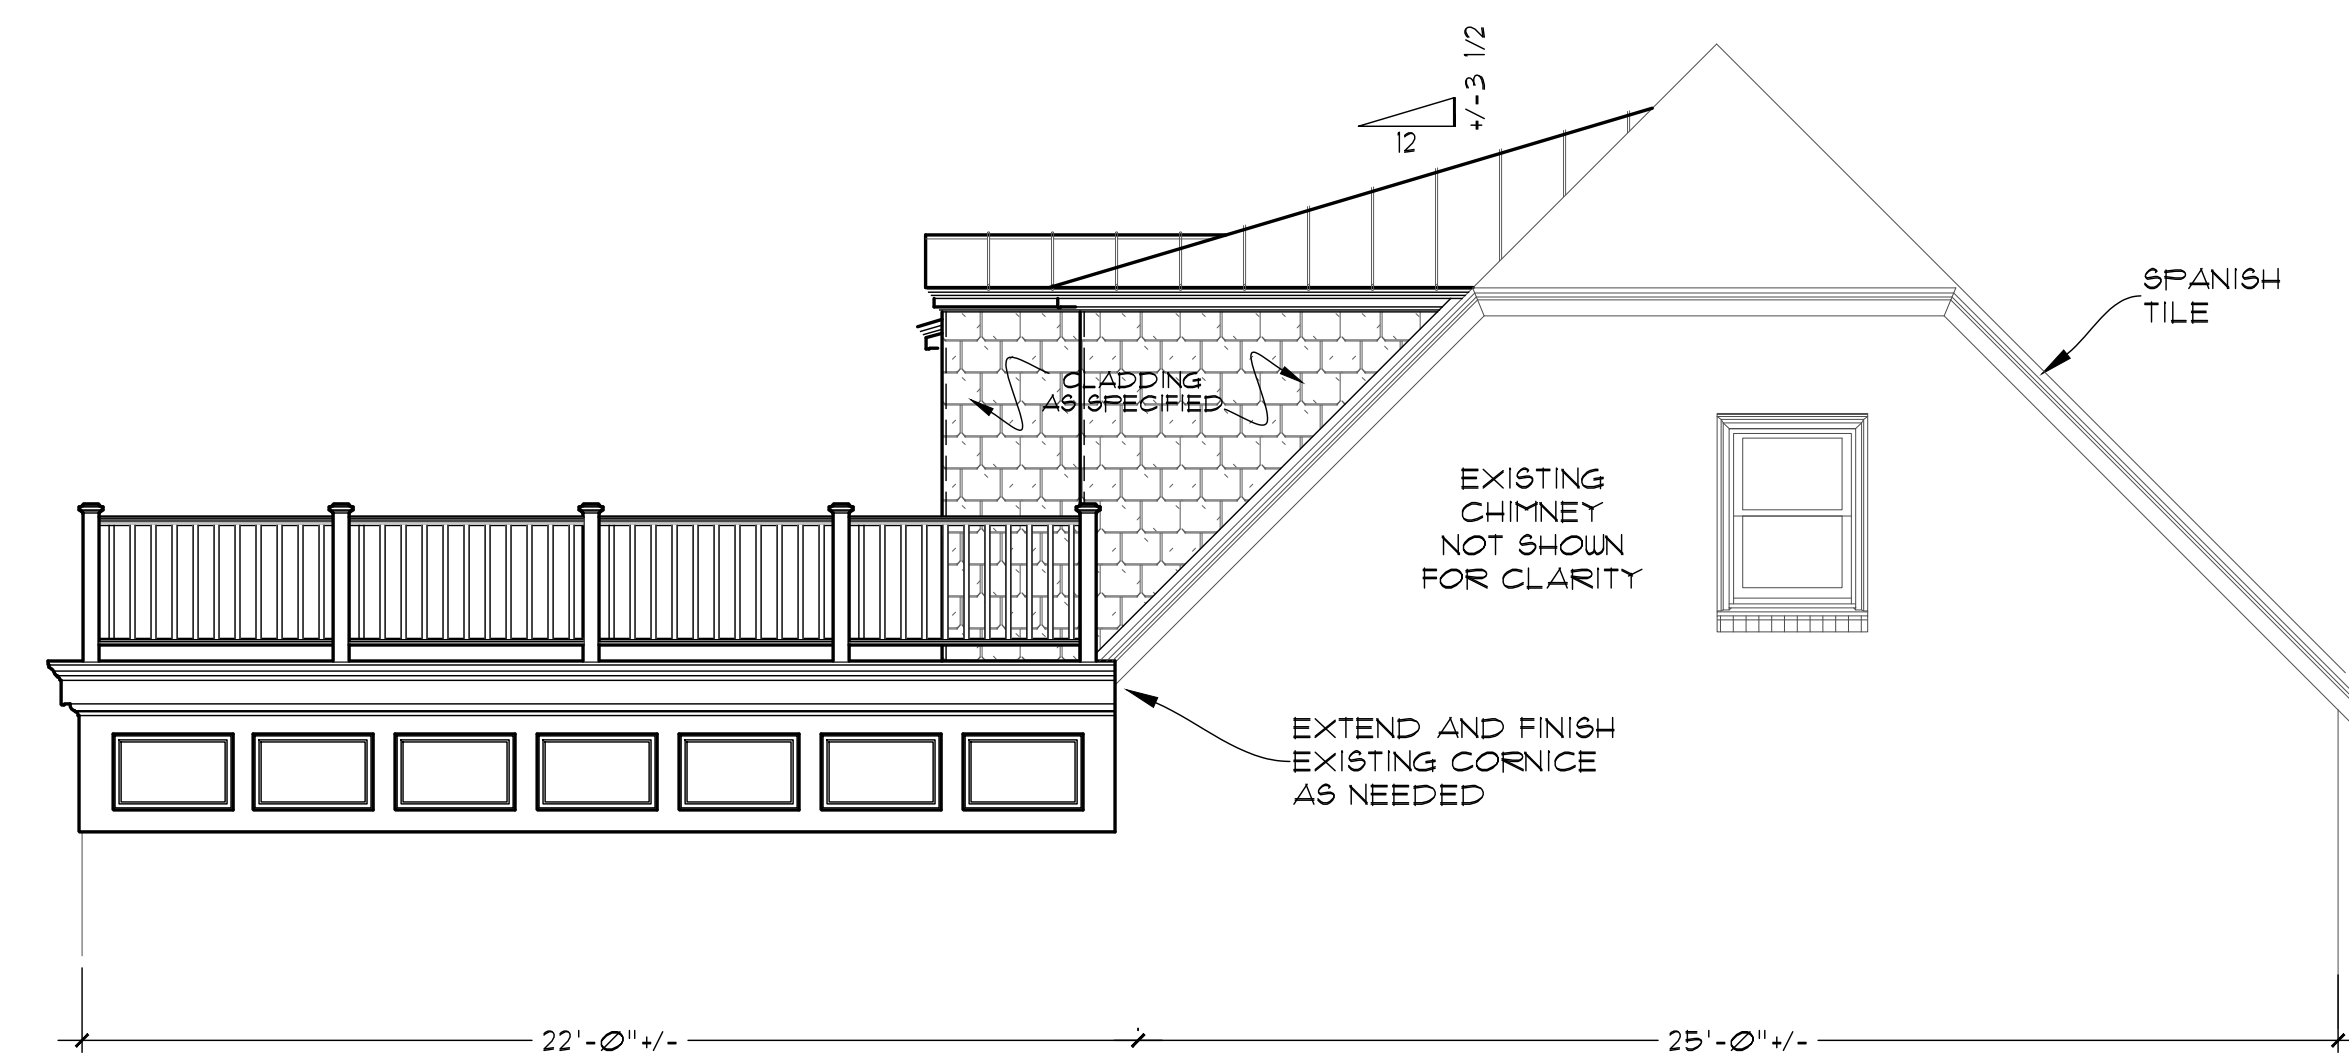 +/-3 1/2
12
SPANISH
TILE
CLADDING
AS SPECIFIED
EXISTING
CHIMNEY
NOT SHOWN
FOR CLARITY
EXTEND AND FINISH
EXISTING CORNICE
AS NEEDED
22'-0"+/-
25'-0"+/-